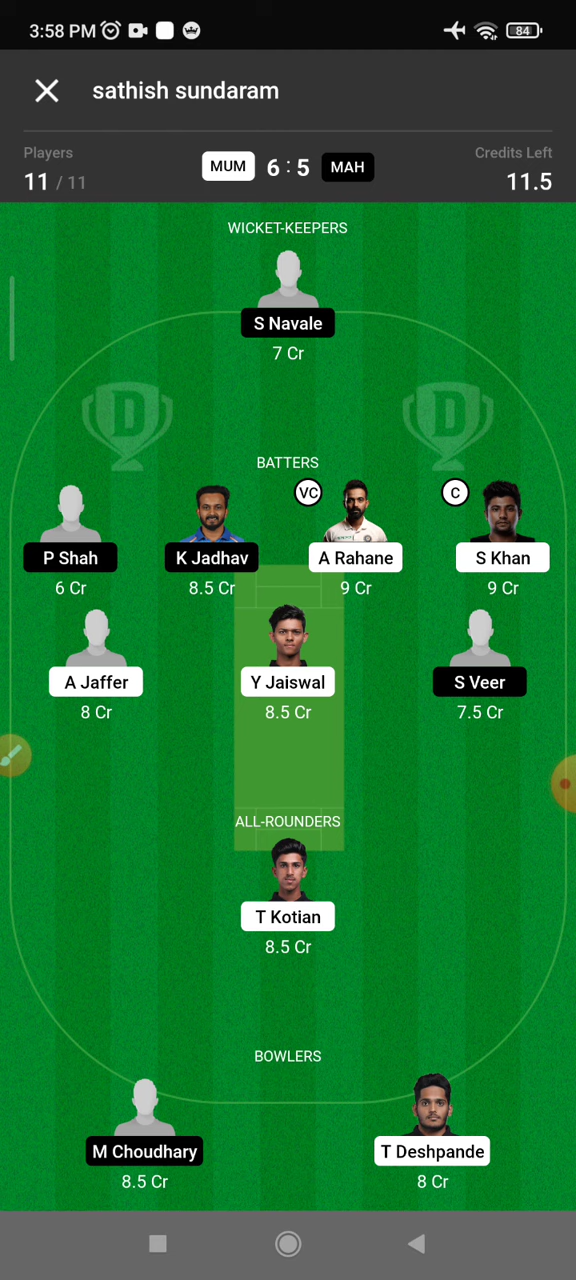 3:58 PM
84
sathish sundaram
Players
Credits Left
11 / 11
MUM 6 : 5 MAH
11.5
WICKET-KEEPERS
S Navale
7 Cr
D
D
BATTERS
VC
C
P Shah
K Jadhav
A Rahane
S Khan
6 Cr
8.5 Cr
9 Cr
9 Cr
A Jaffer
Y Jaiswal
S Veer
8 Cr
8.5 Cr
7.5 Cr
ALL-ROUNDERS
T Kotian
8.5 Cr
BOWLERS
M Choudhary
T Deshpande
8.5 Cr
8 Cr